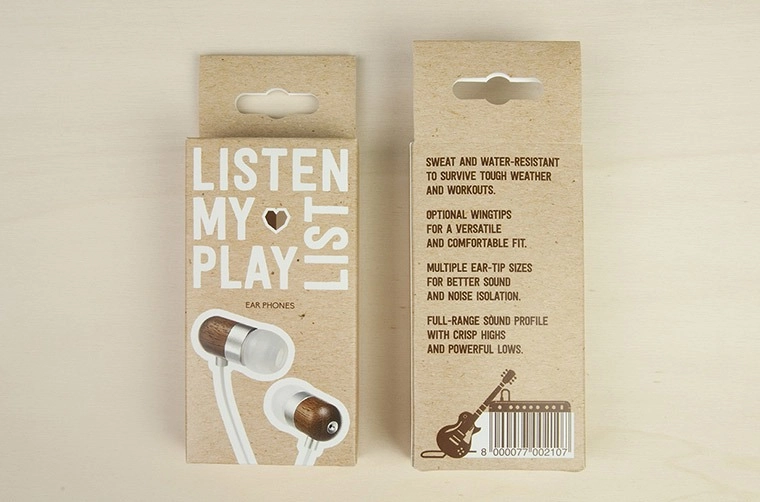 LISTEN
MY
PLAY
LIST
EAR PHONES
SWEAT AND WATER-RESISTANT
TO SURVIVE TOUGH WEATHER
AND WORKOUTS.
OPTIONAL WINGTIPS
FOR A VERSATILE
AND COMFORTABLE FIT.
MULTIPLE EAR-TIP SIZES
FOR BETTER SOUND
AND NOISE ISOLATION.
FULL-RANGE SOUND PROFILE
WITH CRISP HIGHS
AND POWERFUL LOWS.
8 000077 002107